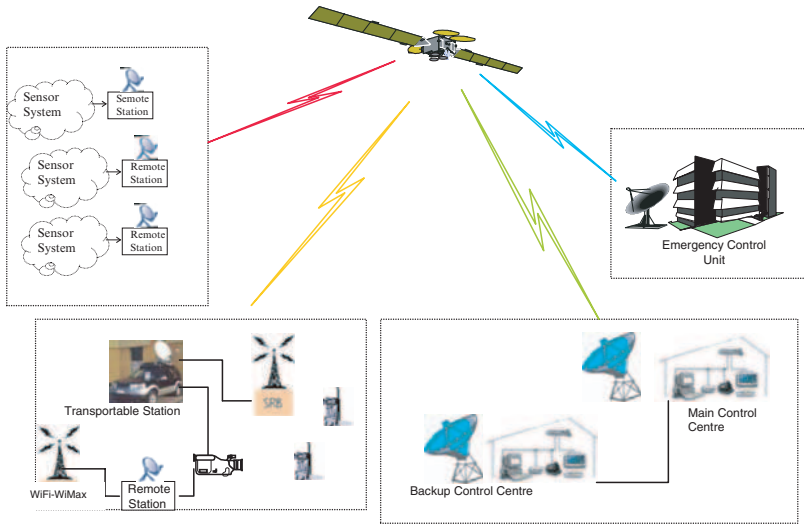 Sensor
System
Semote
Station
Sensor
System
Remote
Station
Sensor
System
Remote
Station
Emergency Control
Unit
Transportable Station
SRB
WiFi-WiMax
Remote
Station
Main Control
Centre
Backup Control Centre